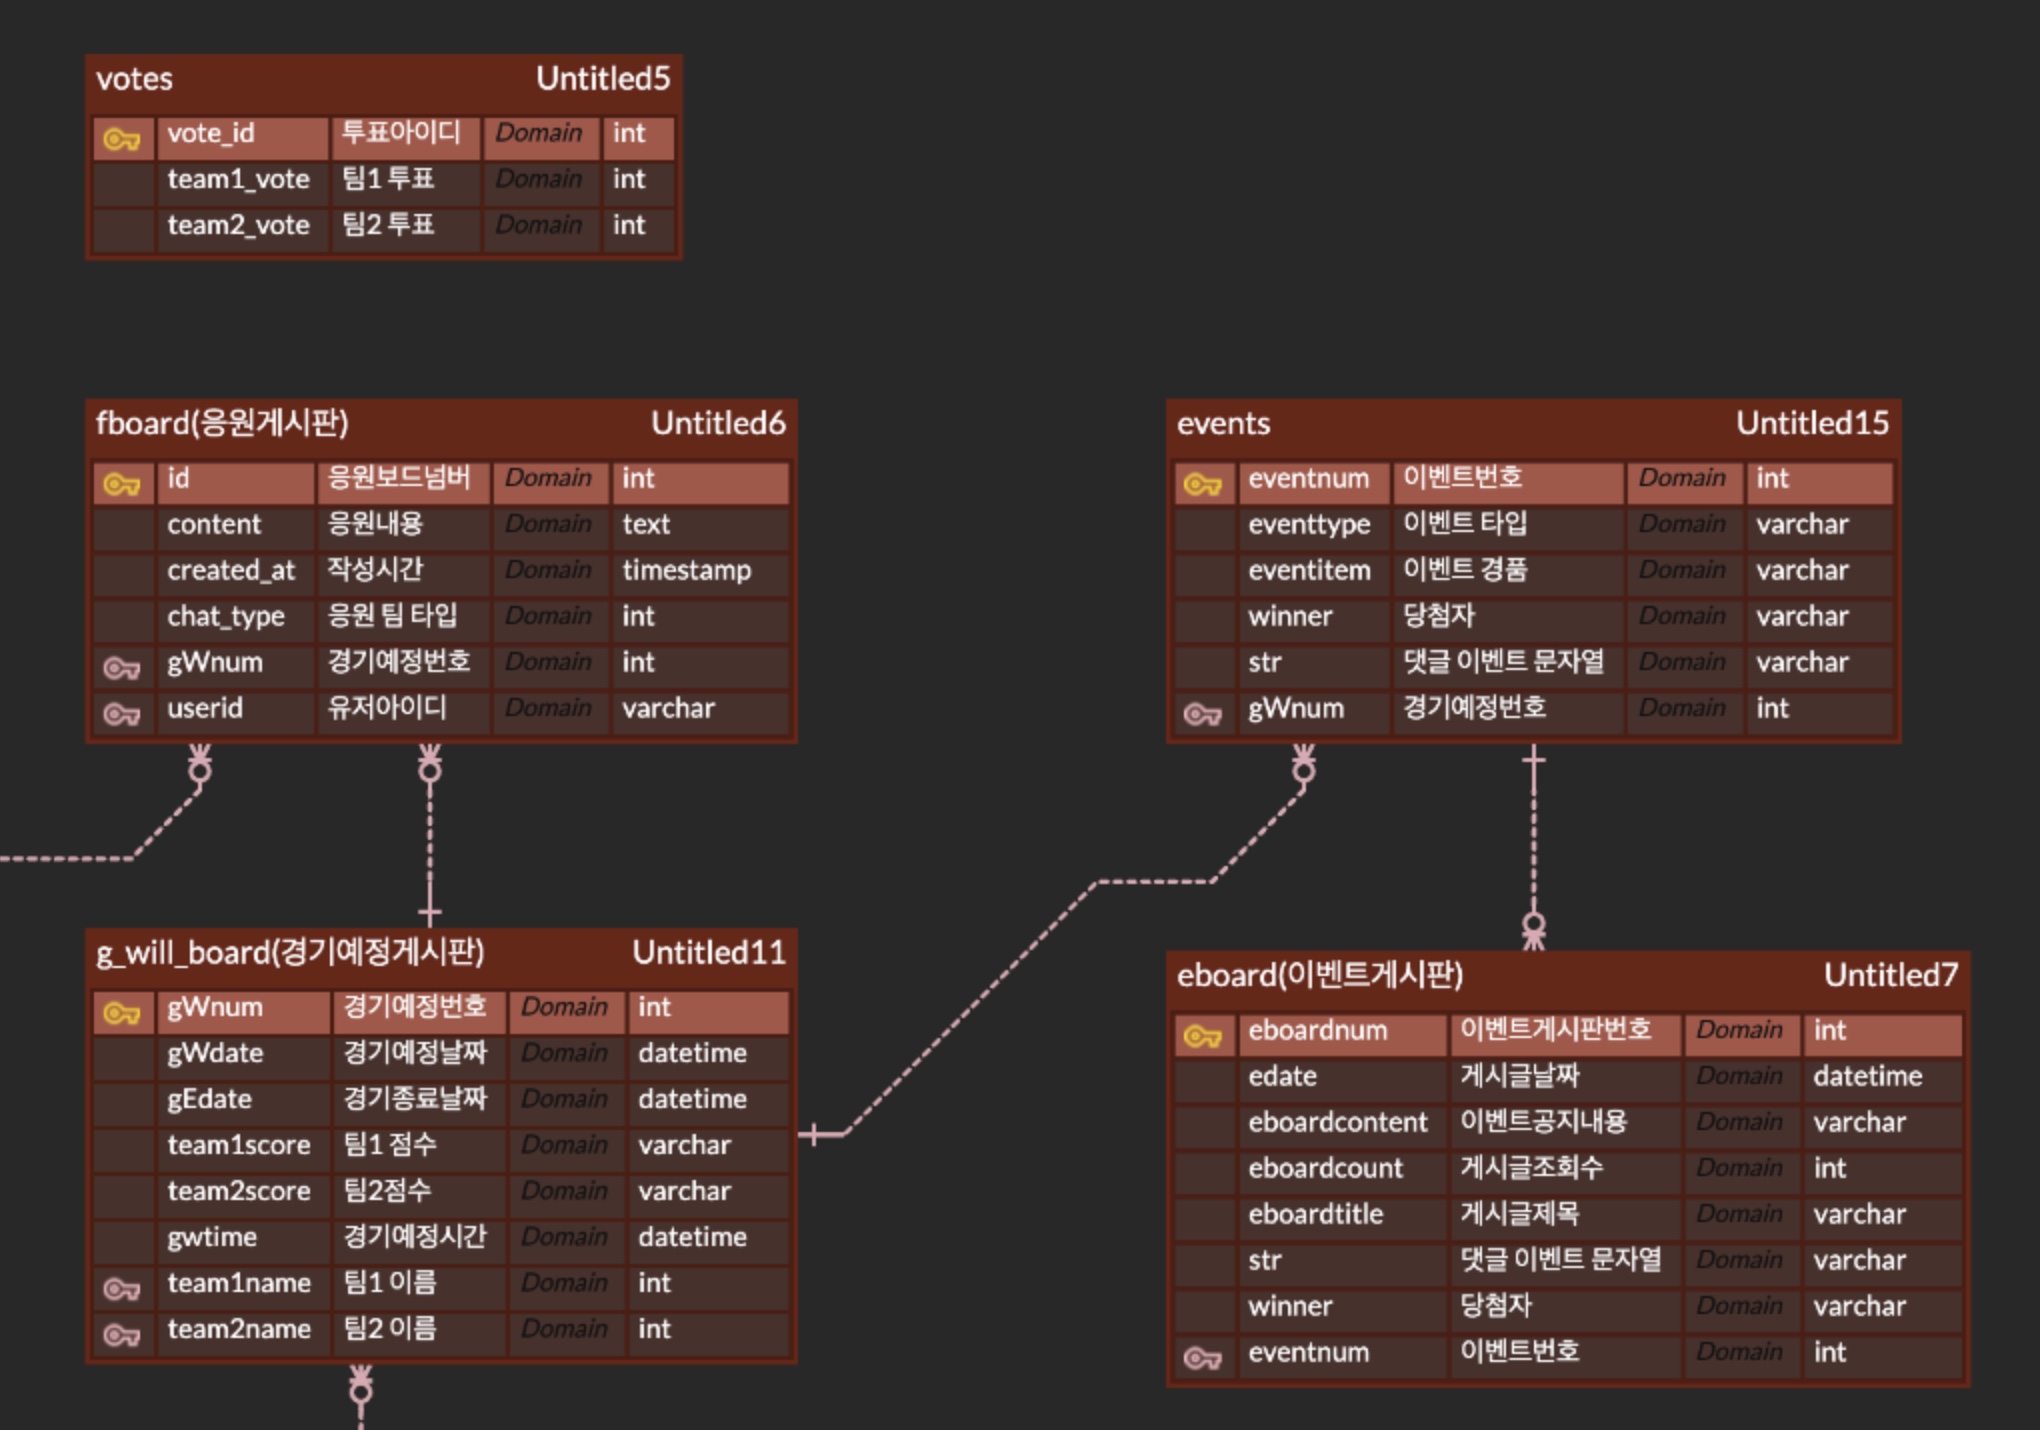 votes Untitled5
vote_id 투표아이디 Domain int
team1_vote 팀1 투표 Domain int
team2_vote 팀2 투표 Domain int
fboard(응원게시판) Untitled6
id 응원보드넘버 Domain int
content 응원내용 Domain text
created_at 작성시간 Domain timestamp
chat_type 응원 팀 타입 Domain int
gWnum 경기예정번호 Domain int
userid 유저아이디 Domain varchar
events Untitled15
eventnum 이벤트번호 Domain int
eventtype 이벤트 타입 Domain varchar
eventitem 이벤트 경품 Domain varchar
winner 당첨자 Domain varchar
str 댓글 이벤트 문자열 Domain varchar
gWnum 경기예정번호 Domain int
g_will_board(경기예정게시판) Untitled11
gWnum 경기예정번호 Domain int
gWdate 경기예정날짜 Domain datetime
gEdate 경기종료날짜 Domain datetime
team1score 팀1 점수 Domain varchar
team2score 팀2점수 Domain varchar
gwtime 경기예정시간 Domain datetime
team1name 팀1 이름 Domain int
team2name 팀2 이름 Domain int
eboard(이벤트게시판) Untitled7
eboardnum 이벤트게시판번호 Domain int
edate 게시글날짜 Domain datetime
eboardcontent 이벤트공지내용 Domain varchar
eboardcount 게시글조회수 Domain int
eboardtitle 게시글제목 Domain varchar
str 댓글 이벤트 문자열 Domain varchar
winner 당첨자 Domain varchar
eventnum 이벤트번호 Domain int